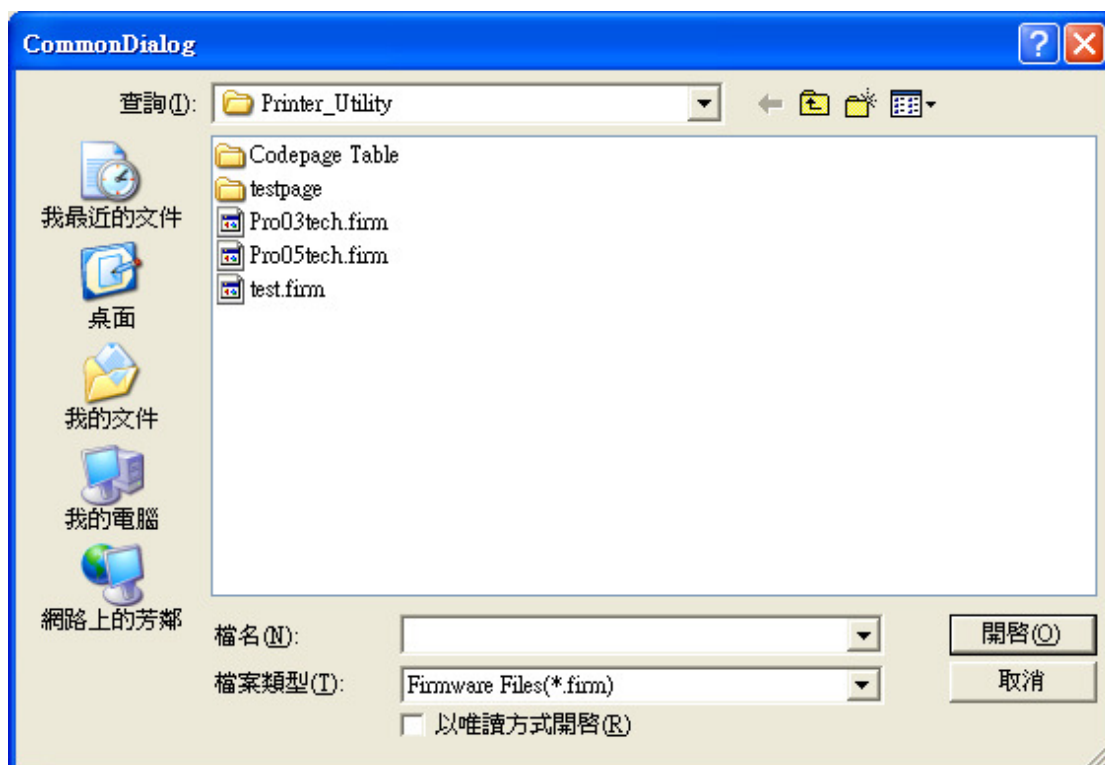 CommonDialog
查詢(I):
Printer_Utility
Codepage Table
testpage
Pro03tech.firm
Pro05tech.firm
test.firm
我最近的文件
桌面
我的文件
我的電腦
網路上的芳鄰
檔名(N):
開啓(O)
檔案類型(T):
Firmware Files(*.firm)
取消
以唯讀方式開啓(R)